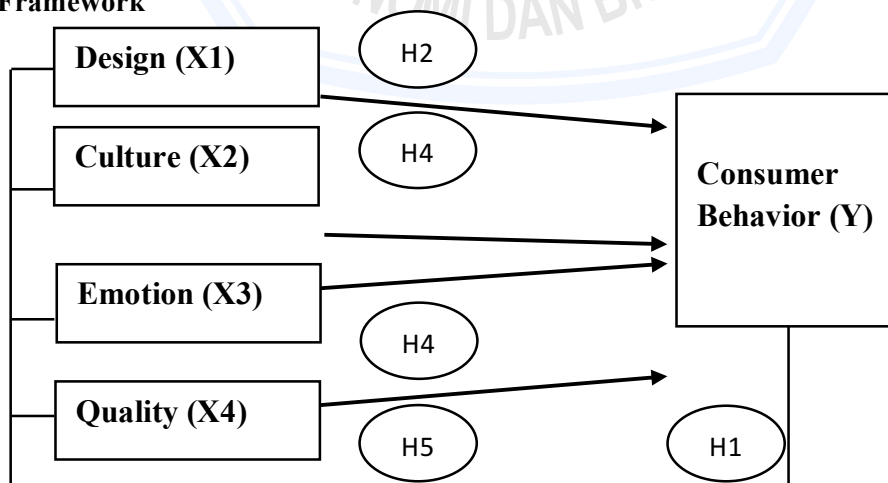 Framework
Design (X1)
H2
Culture (X2)
H4
Consumer
Behavior (Y)
Emotion (X3)
H4
Quality (X4)
H5
H1